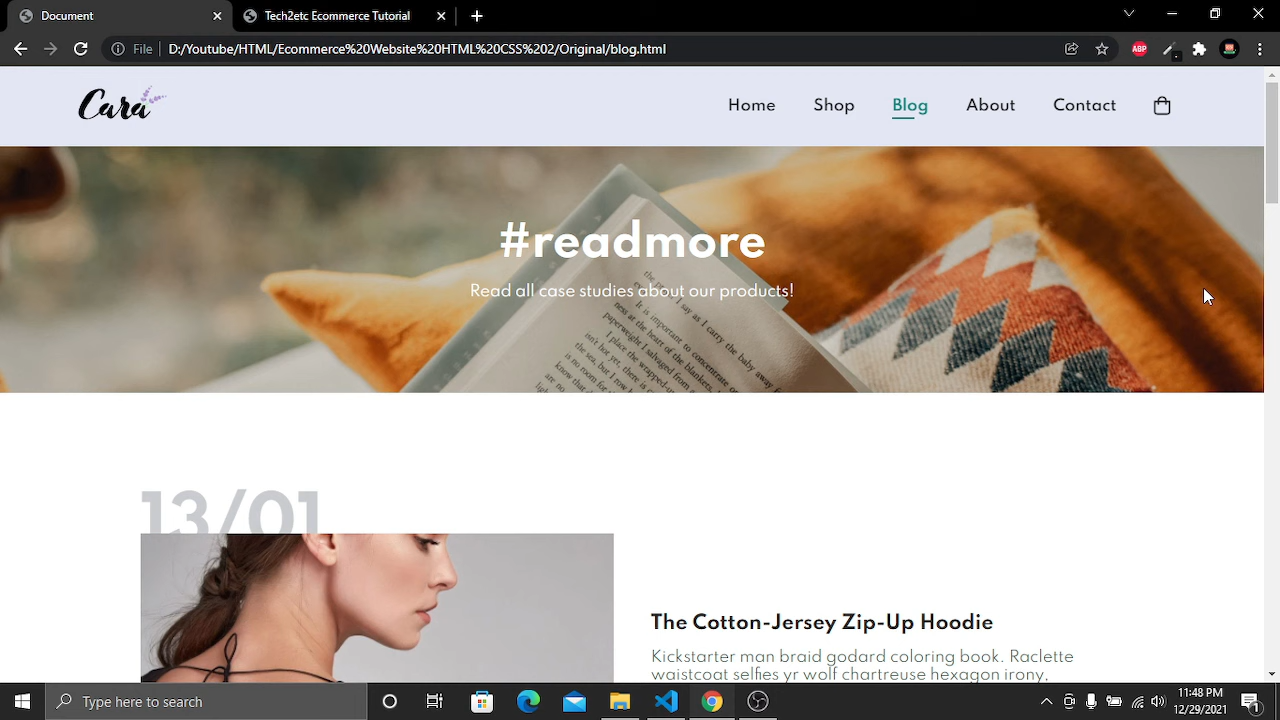 Document
Tech2etc Ecommerce Tutorial
File
D:/Youtube/HTML/Ecommerce%20Website%20HTML%20CSS%202/Original/blog.html
ABP
Cara
Home
Shop
Blog
About
Contact
#readmore
Read all case studies about our products!
13/01
The Cotton-Jersey Zip-Up Hoodie
Kickstarter man braid godard coloring book. Raclette
waistcoat selfies yr wolf chartreuse hexagon irony,
Type here to search
1:48 PM
12/29/2021
1